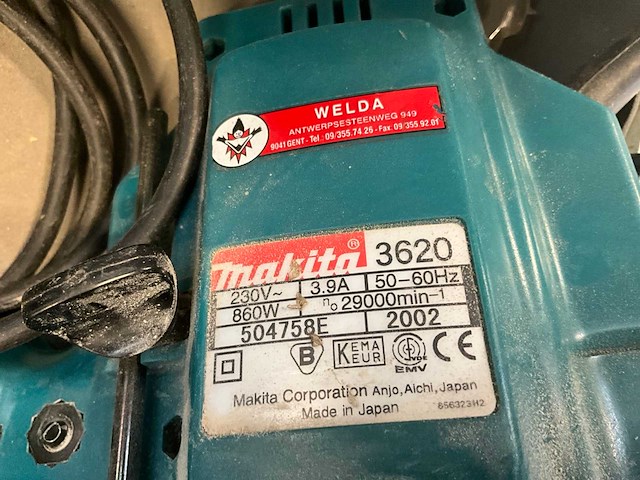 WELDA
ANTWERPSESTEENWEG 949
9041 GENT - Tel.: 09/355.74.26 - Fax. 09/355.92.01
makita® 3620
230V~ 3.9A 50-60Hz
860W n₀ 29000min⁻¹
504758E 2002
B KEMA KEUR VDE EMV CE
Makita Corporation Anjo, Aichi, Japan
Made in Japan 656323H2